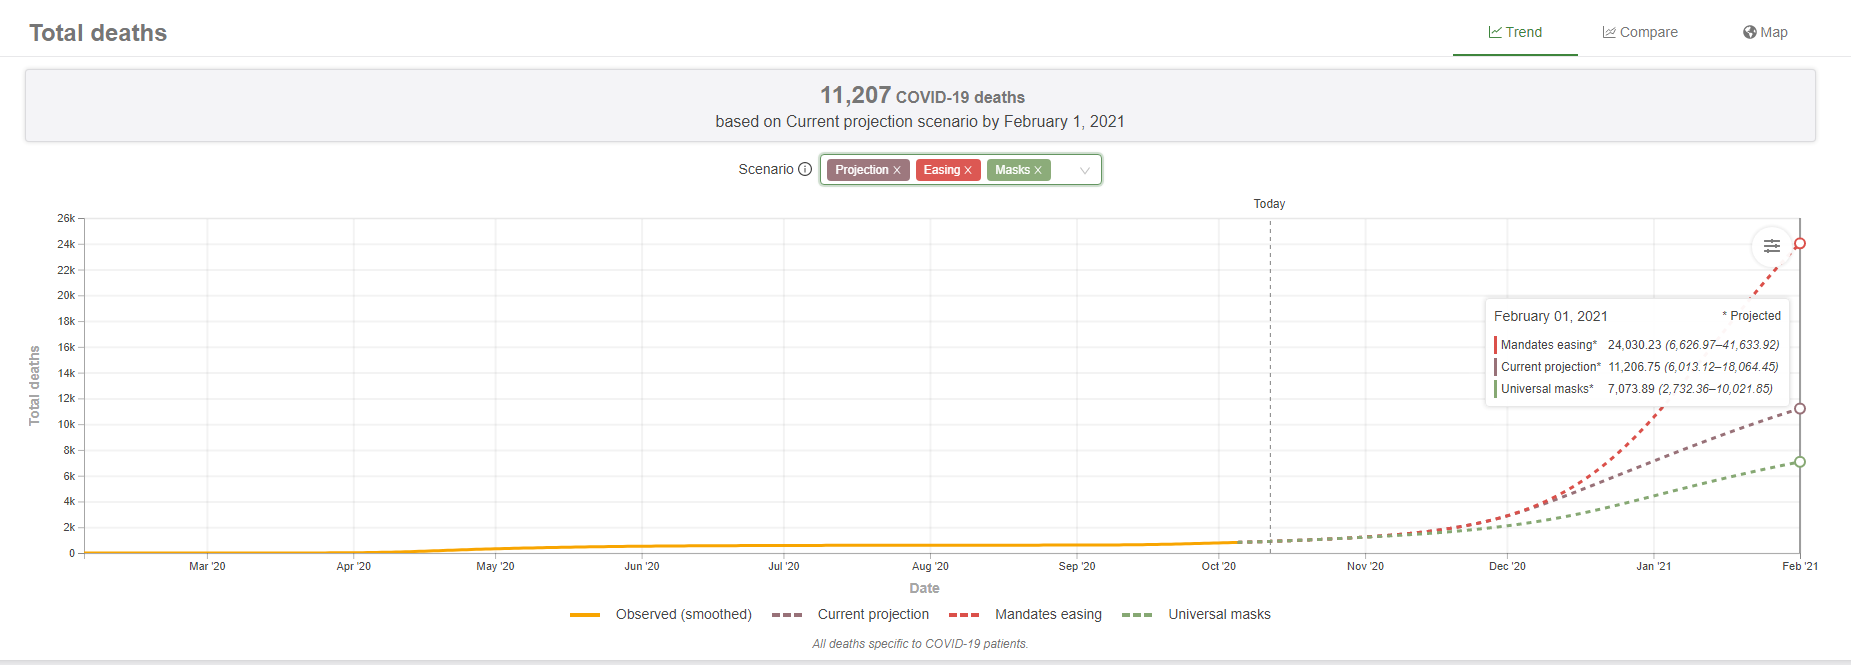 Total deaths
Trend
Compare
Map
11,207 COVID-19 deaths
based on Current projection scenario by February 1, 2021
Scenario
Projection ×
Easing ×
Masks ×
Today
26k
24k
22k
20k
18k
16k
14k
12k
10k
8k
6k
4k
2k
0
Total deaths
February 01, 2021 * Projected
Mandates easing* 24,030.23 (6,626.97–41,633.92)
Current projection* 11,206.75 (6,013.12–18,064.45)
Universal masks* 7,073.89 (2,732.36–10,021.85)
Mar '20 Apr '20 May '20 Jun '20 Jul '20 Aug '20 Sep '20 Oct '20 Nov '20 Dec '20 Jan '21 Feb '21
Date
Observed (smoothed) Current projection Mandates easing Universal masks
All deaths specific to COVID-19 patients.